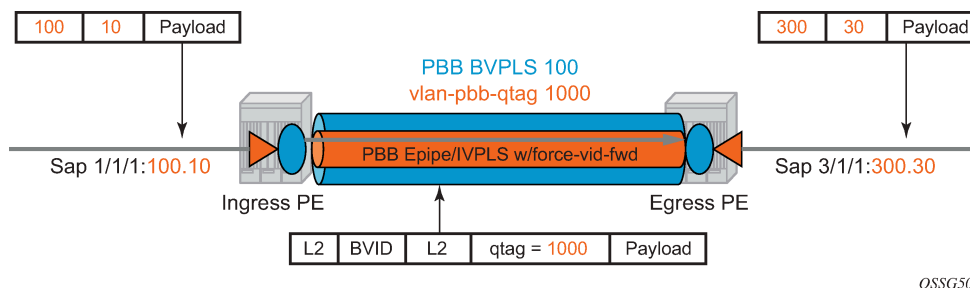 100 10 Payload
300 30 Payload
PBB BVPLS 100
vlan-pbb-qtag 1000
PBB Epipe/IVPLS w/force-vid-fwd
Sap 1/1/1:100.10
Sap 3/1/1:300.30
Ingress PE
Egress PE
L2 BVID L2 qtag = 1000 Payload
OSSG50